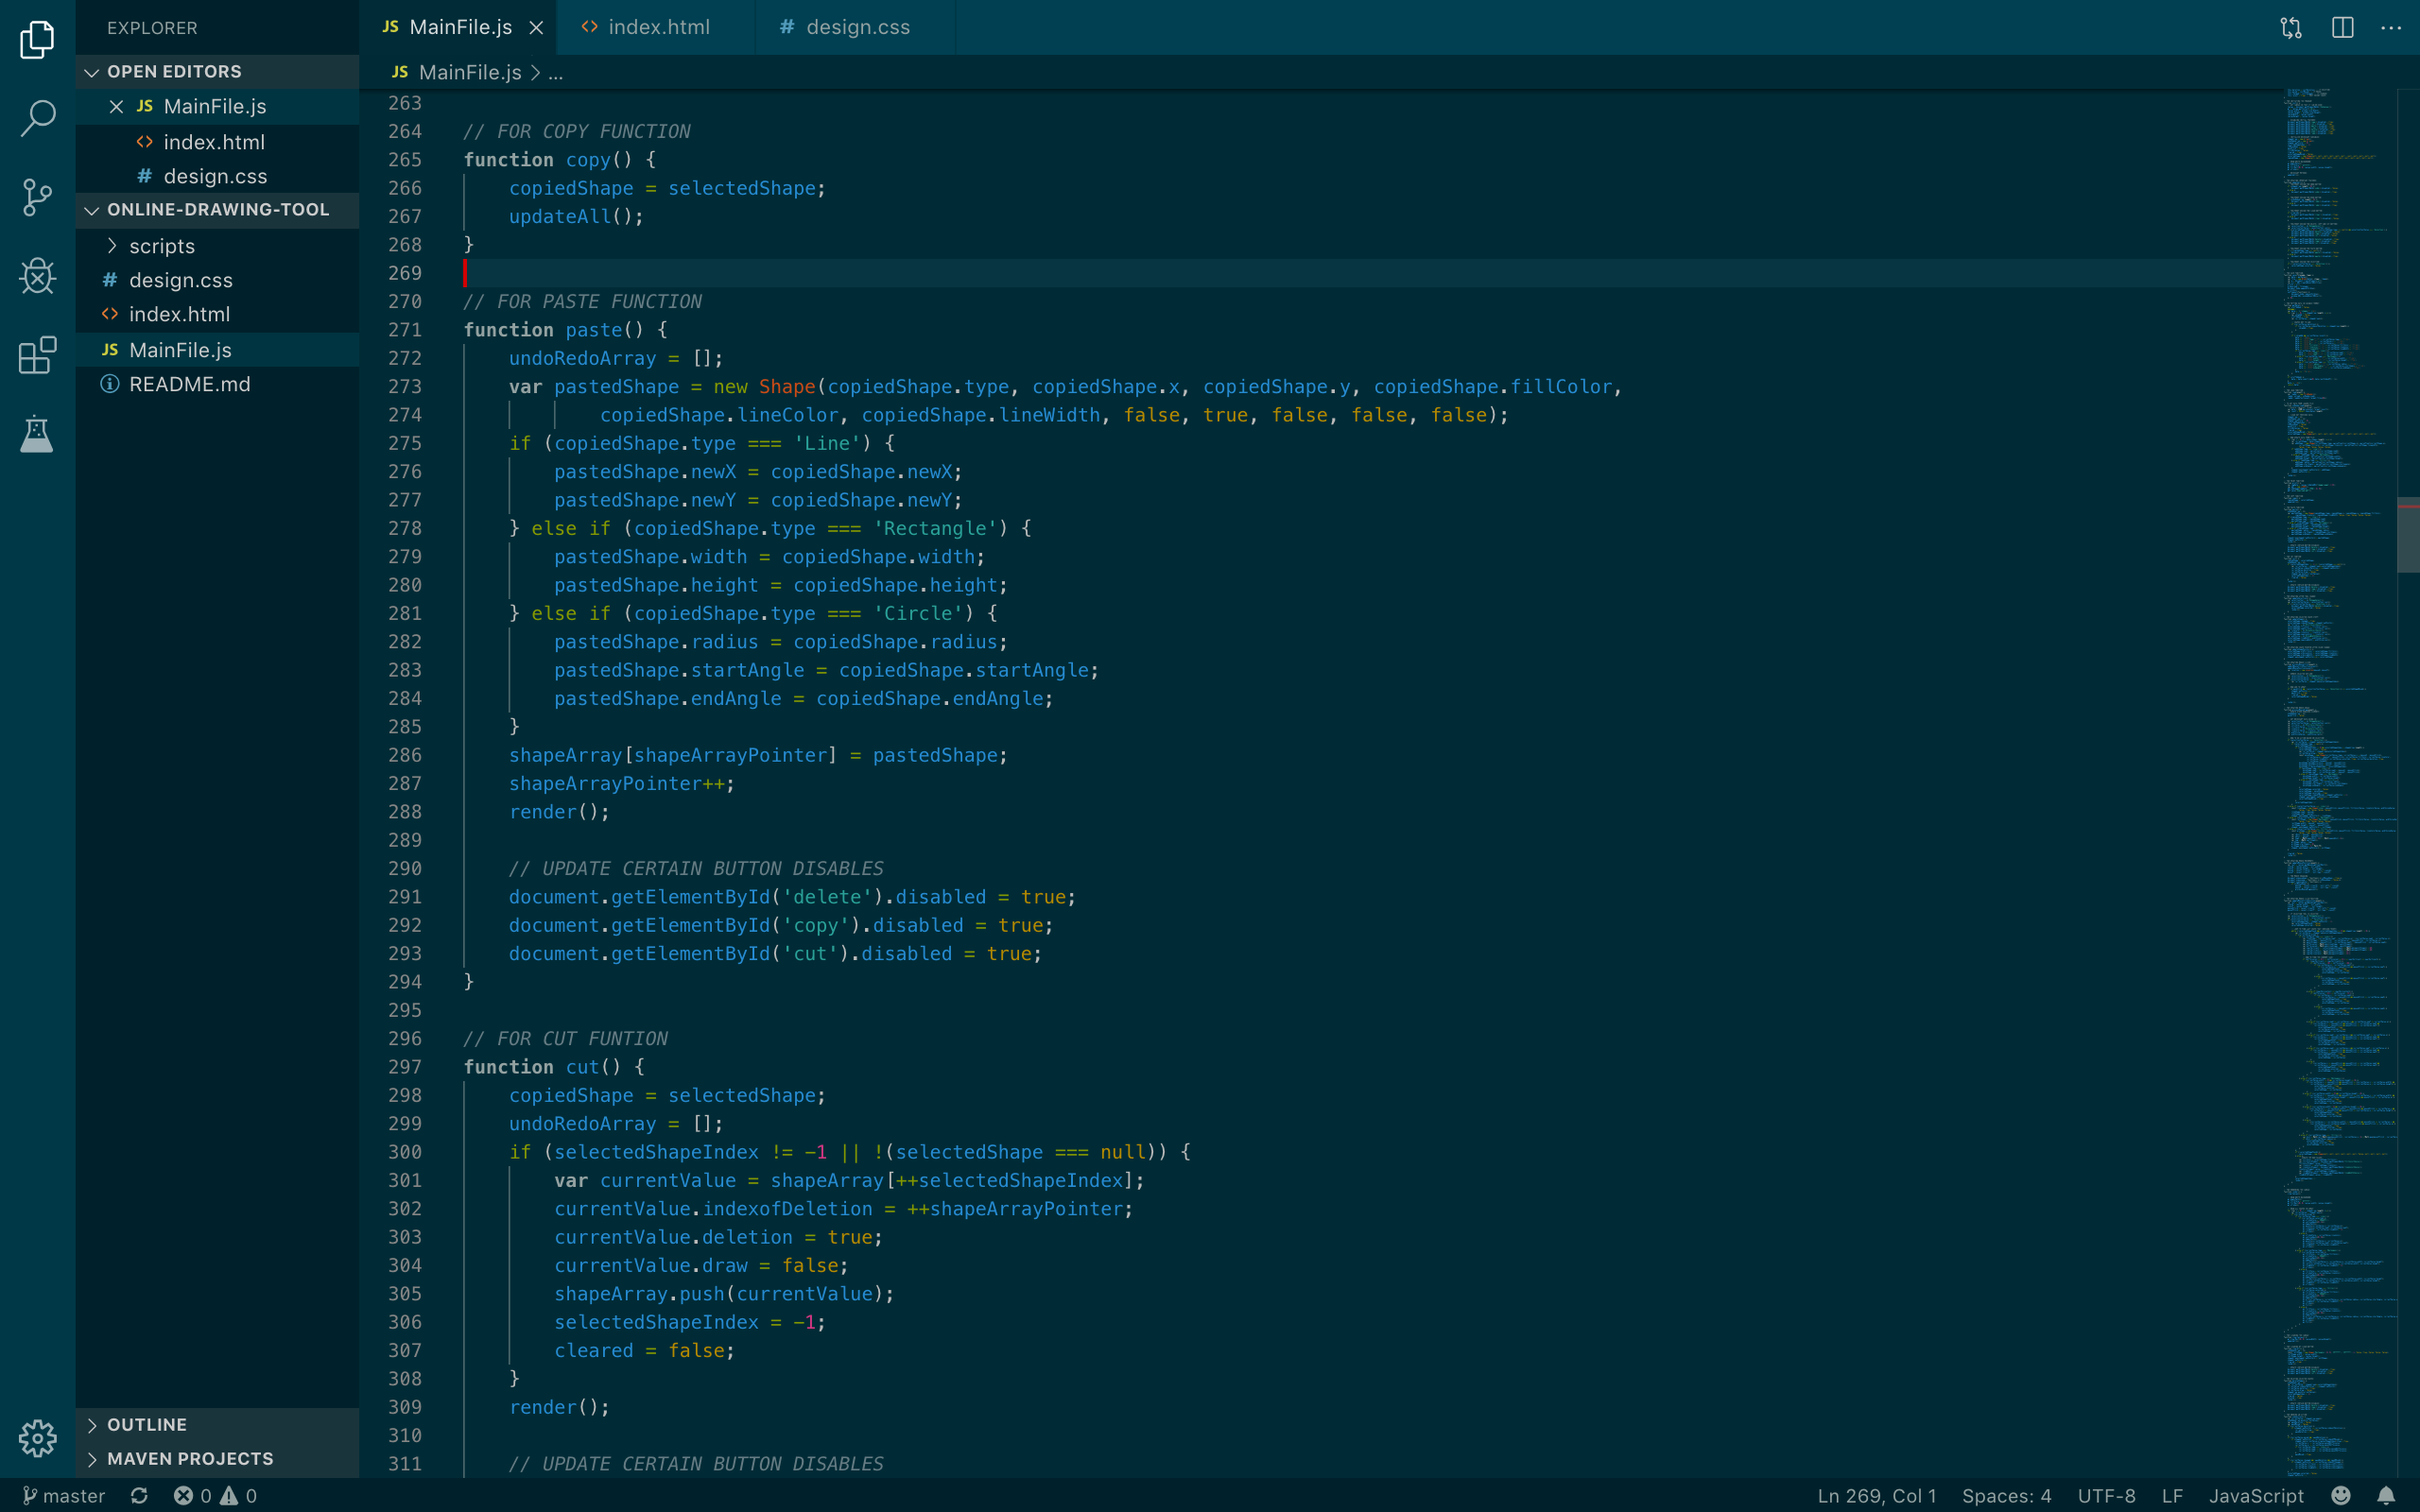 EXPLORER
OPEN EDITORS
JS MainFile.js
<> index.html
# design.css
ONLINE-DRAWING-TOOL
scripts
# design.css
<> index.html
JS MainFile.js
README.md
OUTLINE
MAVEN PROJECTS
JS MainFile.js <> index.html # design.css
JS MainFile.js > ...
263
264 // FOR COPY FUNCTION
265 function copy() {
266     copiedShape = selectedShape;
267     updateAll();
268 }
269
270 // FOR PASTE FUNCTION
271 function paste() {
272     undoRedoArray = [];
273     var pastedShape = new Shape(copiedShape.type, copiedShape.x, copiedShape.y, copiedShape.fillColor,
274             copiedShape.lineColor, copiedShape.lineWidth, false, true, false, false, false);
275     if (copiedShape.type === 'Line') {
276         pastedShape.newX = copiedShape.newX;
277         pastedShape.newY = copiedShape.newY;
278     } else if (copiedShape.type === 'Rectangle') {
279         pastedShape.width = copiedShape.width;
280         pastedShape.height = copiedShape.height;
281     } else if (copiedShape.type === 'Circle') {
282         pastedShape.radius = copiedShape.radius;
283         pastedShape.startAngle = copiedShape.startAngle;
284         pastedShape.endAngle = copiedShape.endAngle;
285     }
286     shapeArray[shapeArrayPointer] = pastedShape;
287     shapeArrayPointer++;
288     render();
289
290     // UPDATE CERTAIN BUTTON DISABLES
291     document.getElementById('delete').disabled = true;
292     document.getElementById('copy').disabled = true;
293     document.getElementById('cut').disabled = true;
294 }
295
296 // FOR CUT FUNTION
297 function cut() {
298     copiedShape = selectedShape;
299     undoRedoArray = [];
300     if (selectedShapeIndex != -1 || !(selectedShape === null)) {
301         var currentValue = shapeArray[++selectedShapeIndex];
302         currentValue.indexofDeletion = ++shapeArrayPointer;
303         currentValue.deletion = true;
304         currentValue.draw = false;
305         shapeArray.push(currentValue);
306         selectedShapeIndex = -1;
307         cleared = false;
308     }
309     render();
310
311     // UPDATE CERTAIN BUTTON DISABLES
master 0 0 Ln 269, Col 1 Spaces: 4 UTF-8 LF JavaScript